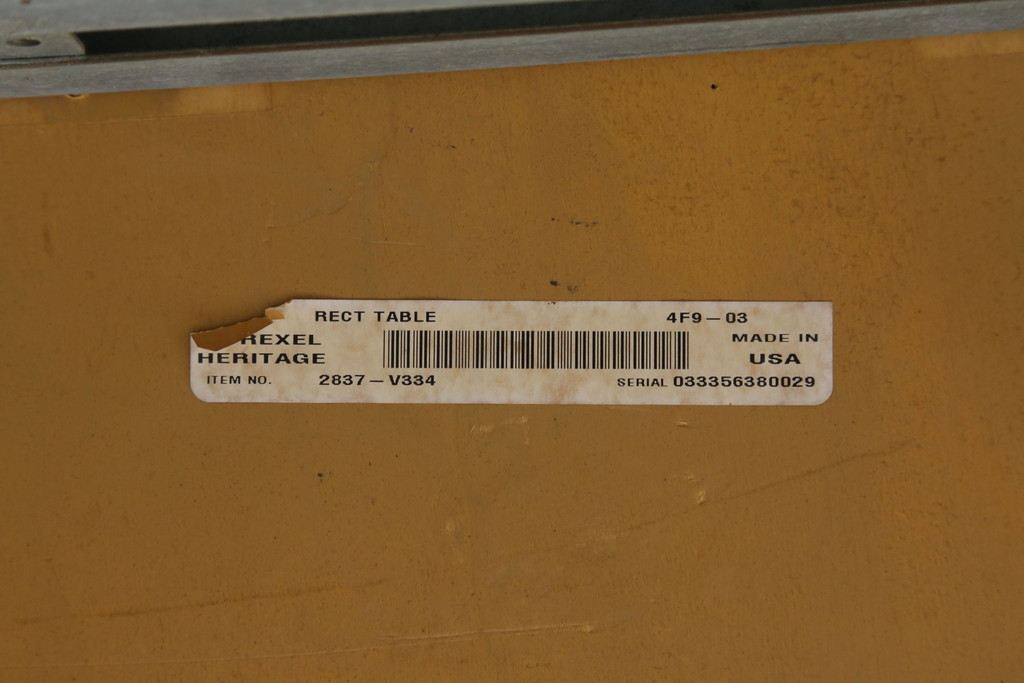 RECT TABLE 4F9-03
REXEL MADE IN
HERITAGE USA
ITEM NO. 2837-V334 SERIAL 033356380029